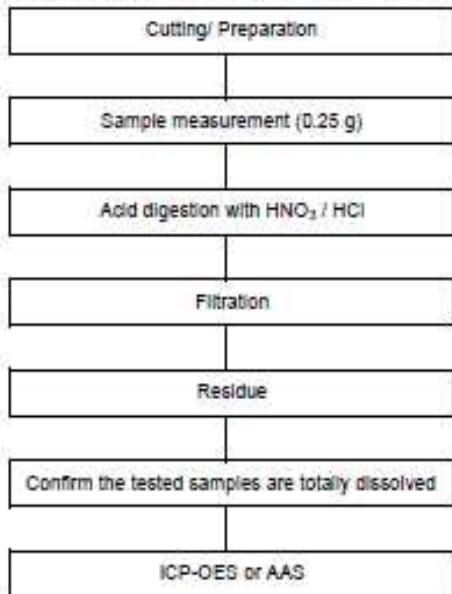 Cutting/ Preparation
Sample measurement (0.25 g)
Acid digestion with HNO₃ / HCl
Filtration
Residue
Confirm the tested samples are totally dissolved
ICP-OES or AAS